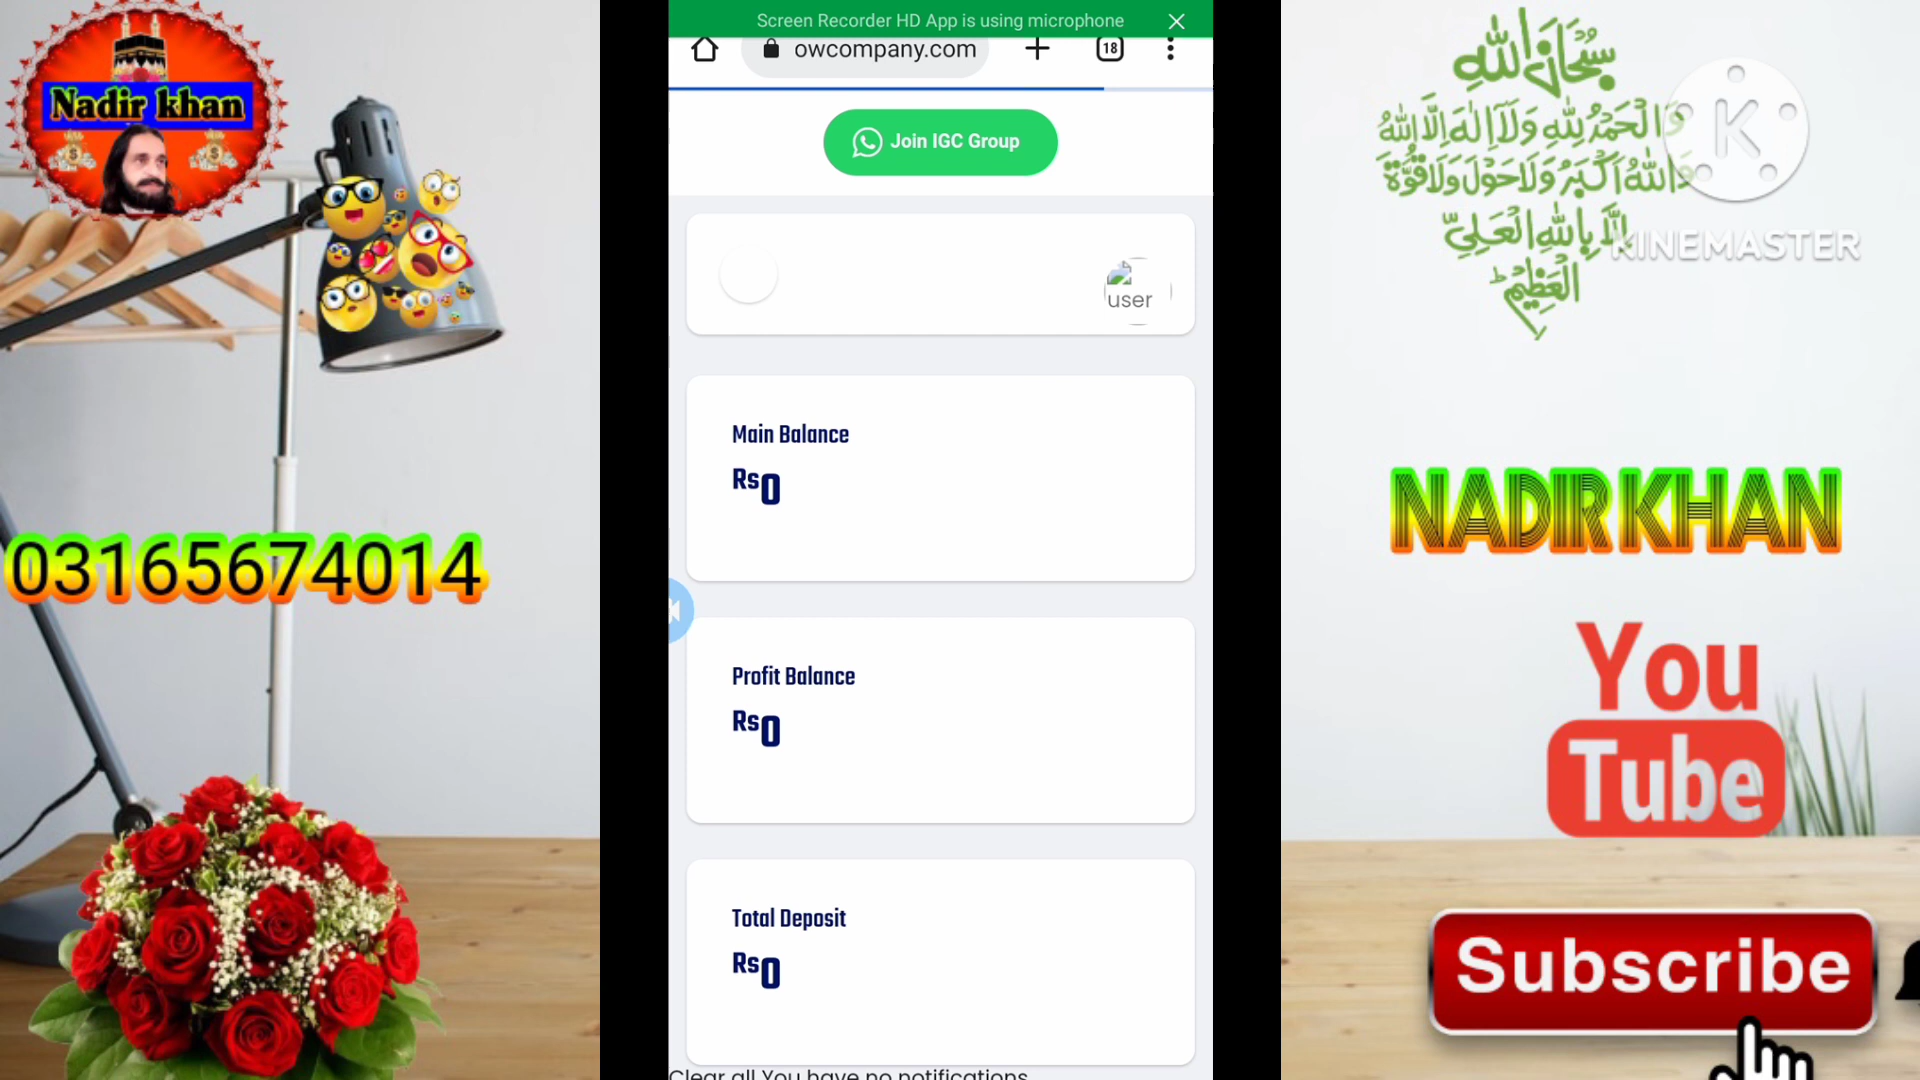 Nadir khan
03165674014
Screen Recorder HD App is using microphone
owcompany.com
18
Join IGC Group
user
Main Balance
Rs0
Profit Balance
Rs0
Total Deposit
Rs0
Clear all You have no notifications
سُبْحَانَ اللهِ
وَالْحَمْدُ لِلّٰهِ وَلَا إِلٰهَ إِلَّا اللهُ
وَاللهُ أَكْبَرُ وَلَا حَوْلَ وَلَا قُوَّةَ
إِلَّا بِاللهِ الْعَلِيِّ
الْعَظِيْمِ ط
K
KINEMASTER
NADIR KHAN
You
Tube
Subscribe